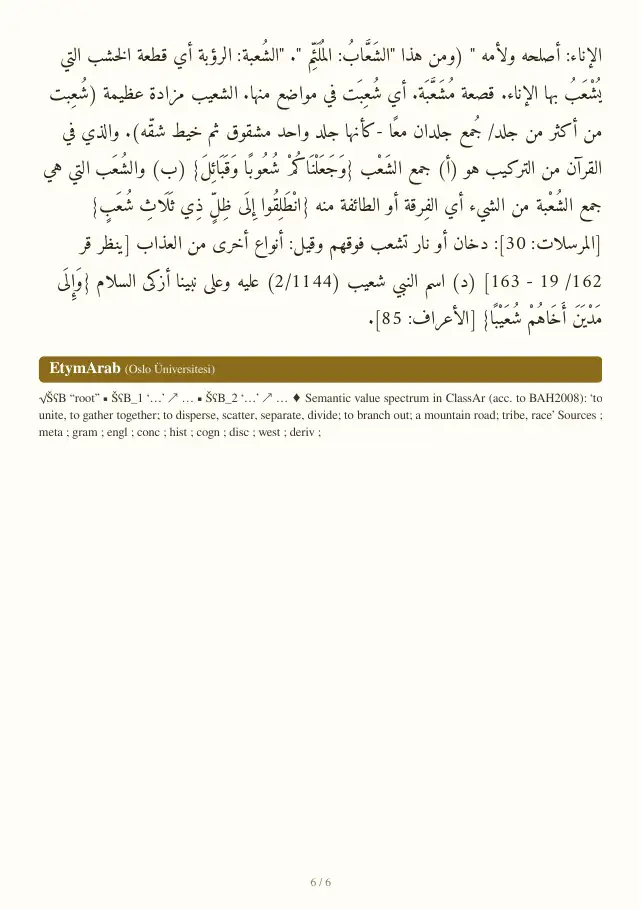 الإناء: أصلحه ولأمه " (ومن هذا "الشَعَّابُ: المُلَئِّم ". "الشُعبة: الرؤبة أي قطعة الخشب التي
يُشْعَبُ بها الإناء. قصعة مُشَعَّبَة. أي شُعِبَت في مواضع منها. الشعيب مزادة عظيمة (شُعِبت
من أكثر من جلد/ جُمع جلدان معًا -كأنها جلد واحد مشقوق ثم خيط شقّه). والذي في
القرآن من التركيب هو (أ) جمع الشَعْب {وَجَعَلْنَاكُمْ شُعُوبًا وَقَبَائِلَ} (ب) والشُعَب التي هي
جمع الشُعْبة من الشيء أي الفِرقة أو الطائفة منه {انْطَلِقُوا إِلَى ظِلٍّ ذِي ثَلَاثِ شُعَبٍ}
[المرسلات: 30]: دخان أو نار تشعب فوقهم وقيل: أنواع أخرى من العذاب [ينظر قر
162/ 19 - 163] (د) اسم النبي شعيب (2/1144) عليه وعلى نبينا أزكى السلام {وَإِلَى
مَدْيَنَ أَخَاهُمْ شُعَيْبًا} [الأعراف: 85].
EtymArab (Oslo Üniversitesi)
√ŠʕB “root” ▪ ŠʕB_1 ‘…’ ↗ … ▪ ŠʕB_2 ‘…’ ↗ … ♦ Semantic value spectrum in ClassAr (acc. to BAH2008): ‘to
unite, to gather together; to disperse, scatter, separate, divide; to branch out; a mountain road; tribe, race’ Sources ;
meta ; gram ; engl ; conc ; hist ; cogn ; disc ; west ; deriv ;
6 / 6